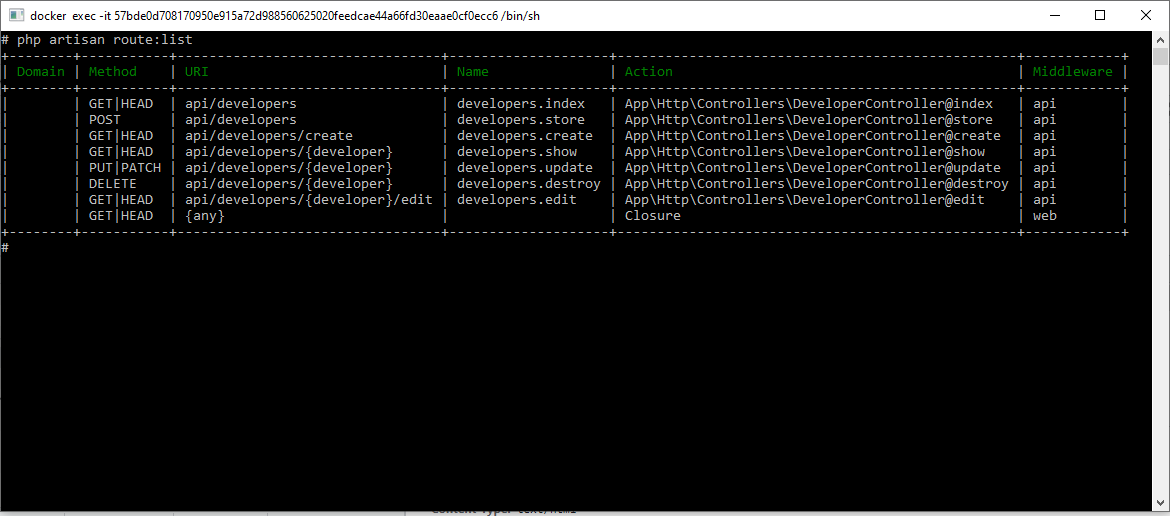 docker exec -it 57bde0d708170950e915a72d988560625020feedcae44a66fd30eaae0cf0ecc6 /bin/sh
# php artisan route:list
+--------+-----------+--------------------------------+--------------------+--------------------------------------------------+------------+
| Domain | Method | URI | Name | Action | Middleware |
+--------+-----------+--------------------------------+--------------------+--------------------------------------------------+------------+
| | GET|HEAD | api/developers | developers.index | App\Http\Controllers\DeveloperController@index | api |
| | POST | api/developers | developers.store | App\Http\Controllers\DeveloperController@store | api |
| | GET|HEAD | api/developers/create | developers.create | App\Http\Controllers\DeveloperController@create | api |
| | GET|HEAD | api/developers/{developer} | developers.show | App\Http\Controllers\DeveloperController@show | api |
| | PUT|PATCH | api/developers/{developer} | developers.update | App\Http\Controllers\DeveloperController@update | api |
| | DELETE | api/developers/{developer} | developers.destroy | App\Http\Controllers\DeveloperController@destroy | api |
| | GET|HEAD | api/developers/{developer}/edit | developers.edit | App\Http\Controllers\DeveloperController@edit | api |
| | GET|HEAD | {any} | | Closure | web |
+--------+-----------+--------------------------------+--------------------+--------------------------------------------------+------------+
#